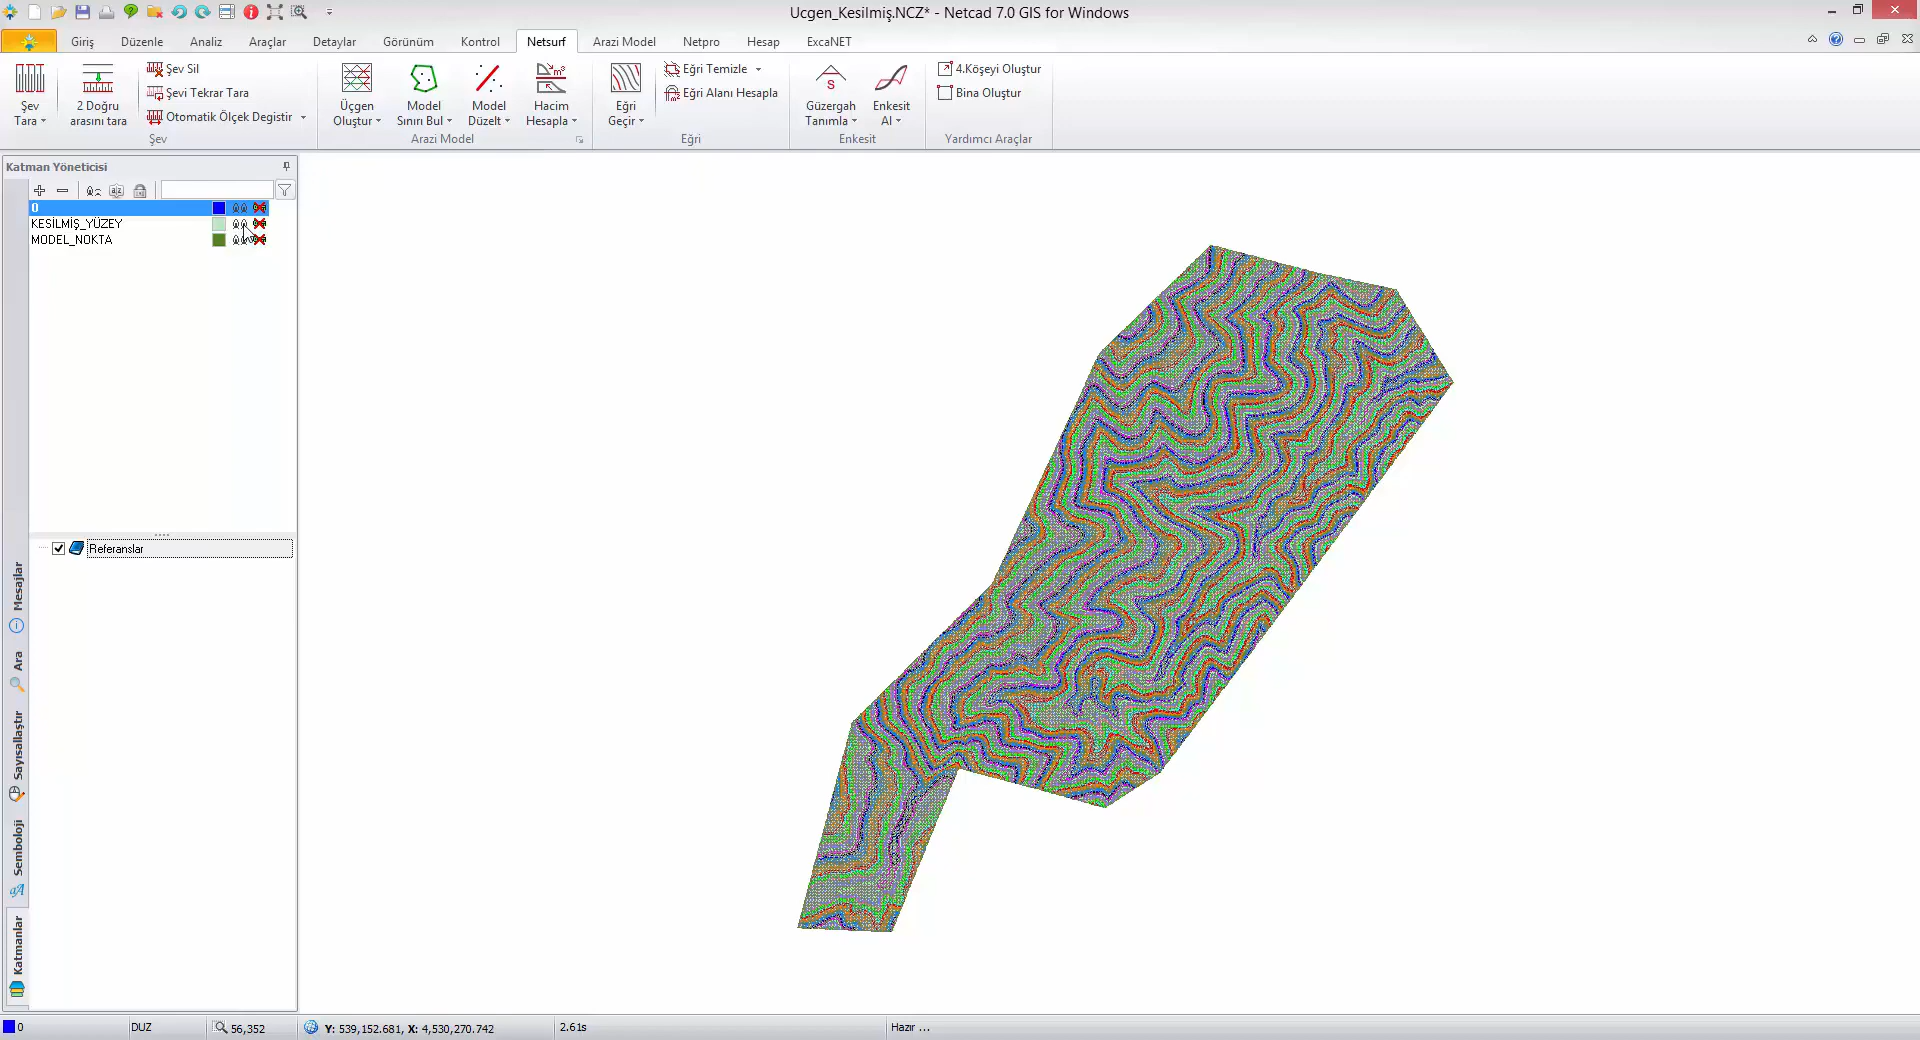 Ucgen_Kesilmiş.NCZ* - Netcad 7.0 GIS for Windows
Giriş Düzenle Analiz Araçlar Detaylar Görünüm Kontrol Netsurf Arazi Model Netpro Hesap ExcaNET
Şev Tara
2 Doğru arasını tara
Şev Sil
Şevi Tekrar Tara
Otomatik Ölçek Degistir
Şev
Üçgen Oluştur
Model Sınırı Bul
Model Düzelt
Hacim Hesapla
Arazi Model
Eğri Geçir
Eğri Temizle
Eğri Alanı Hesapla
Eğri
Güzergah Tanımla
Enkesit Al
Enkesit
4.Köşeyi Oluştur
Bina Oluştur
Yardımcı Araçlar
Katman Yöneticisi
0
KESİLMİŞ_YÜZEY
MODEL_NOKTA
Referanslar
Mesajlar
Ara
Sayısallaştır
Semboloji
Katmanlar
0 DUZ 56,352 Y: 539,152.681, X: 4,530,270.742 2.61s Hazır ...